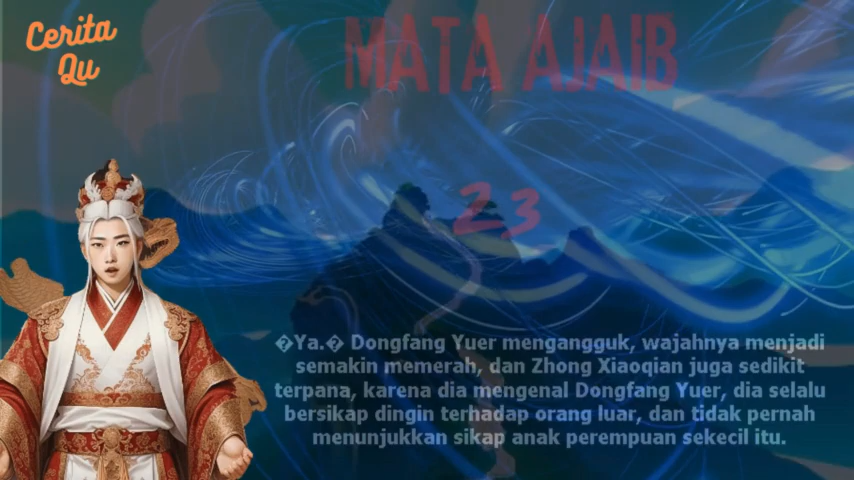 Cerita
Qu
MATA AJAIB
23
�Ya.� Dongfang Yuer mengangguk, wajahnya menjadi
semakin memerah, dan Zhong Xiaoqian juga sedikit
terpana, karena dia mengenal Dongfang Yuer, dia selalu
bersikap dingin terhadap orang luar, dan tidak pernah
menunjukkan sikap anak perempuan sekecil itu.